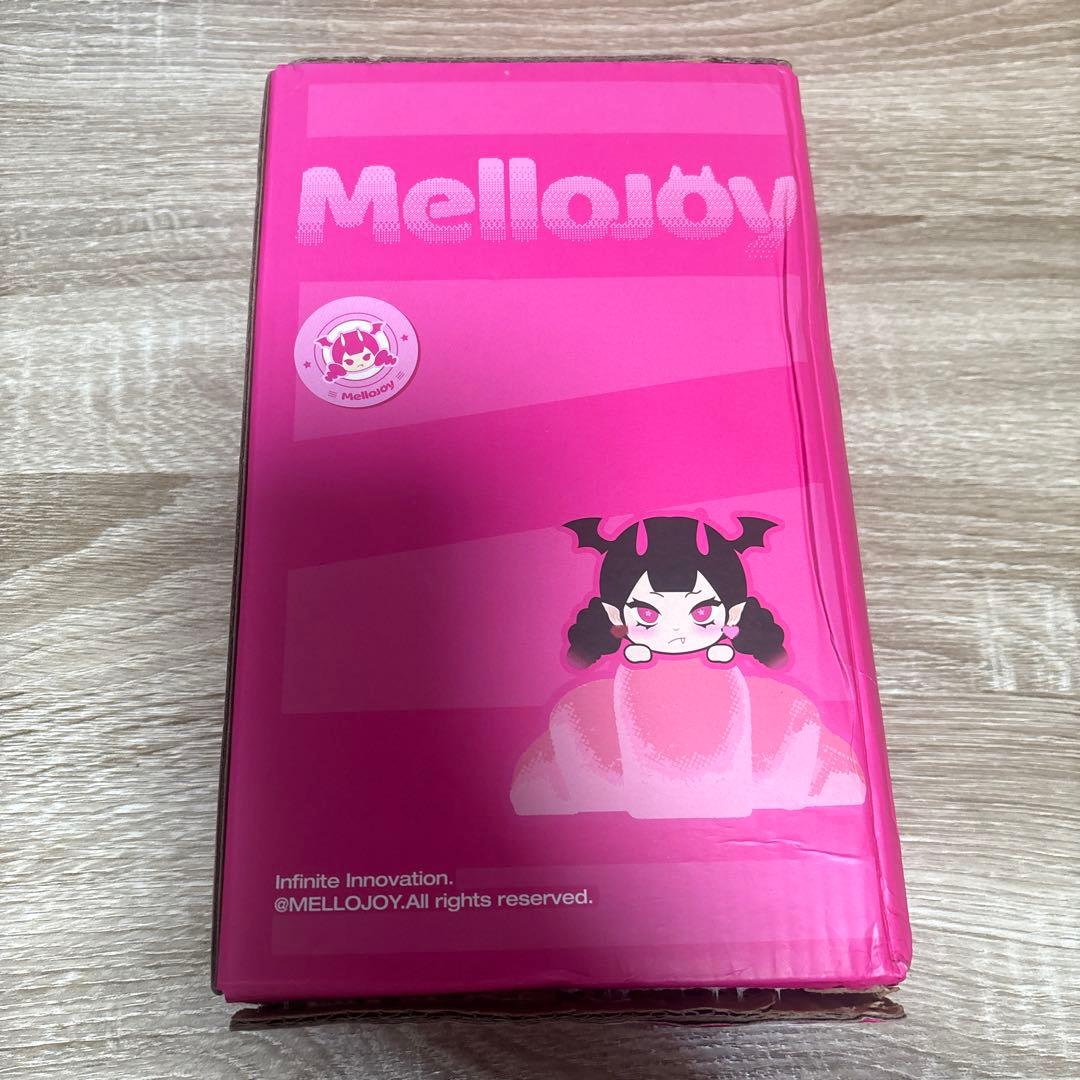 Mellojoy
Mellojoy
Infinite Innovation.
@MELLOJOY.All rights reserved.